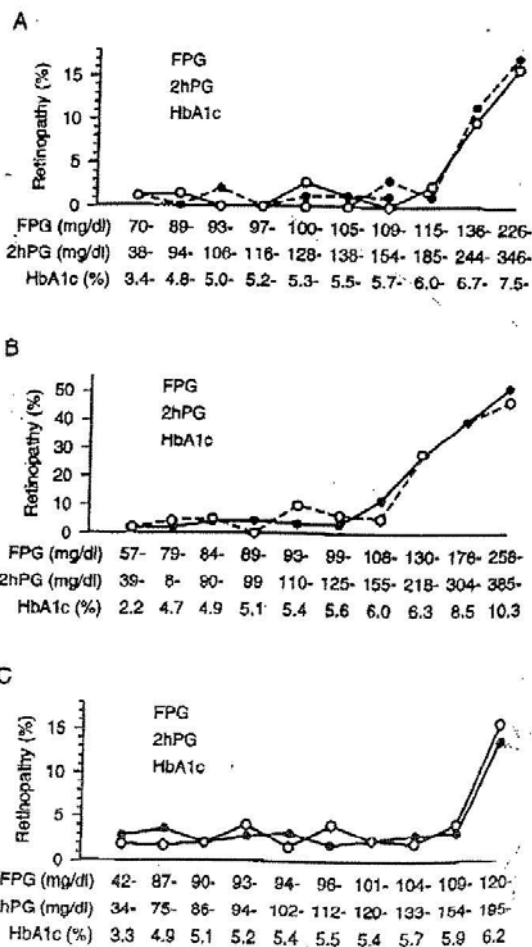 A
Retinopathy (%)
15
10
5
0
FPG
2hPG
HbA1c
FPG (mg/dl) 70- 89- 93- 97- 100- 105- 109- 115- 136- 226-
2hPG (mg/dl) 38- 94- 106- 116- 126- 138- 154- 185- 244- 346-
HbA1c (%) 3.4- 4.8- 5.0- 5.2- 5.3- 5.5- 5.7- 6.0- 6.7- 7.5-
B
Retinopathy (%)
50
40
30
20
10
0
FPG
2hPG
HbA1c
FPG (mg/dl) 57- 79- 84- 89- 93- 99- 108- 130- 176- 258-
2hPG (mg/dl) 39- 8- 90- 99 110- 125- 155- 218- 304- 385-
HbA1c (%) 2.2 4.7 4.9 5.1 5.4 5.6 6.0 6.3 8.5 10.3
C
Retinopathy (%)
15
10
5
0
FPG
2hPG
HbA1c
FPG (mg/dl) 42- 87- 90- 93- 94- 96- 101- 104- 109- 120-
hPG (mg/dl) 34- 75- 86- 94- 102- 112- 120- 133- 154- 195-
HbA1c (%) 3.3 4.9 5.1 5.2 5.4 5.5 5.4 5.7 5.9 6.2